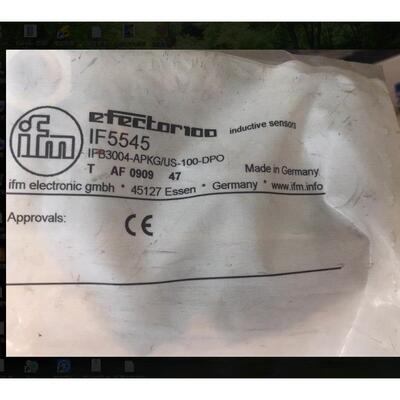 ifm
efector100
inductive sensors
IF5545
IFB3004-APKG/US-100-DPO
T AF 0909 47
Made in Germany
ifm electronic gmbh • 45127 Essen • Germany • www.ifm.info
Approvals:
CE